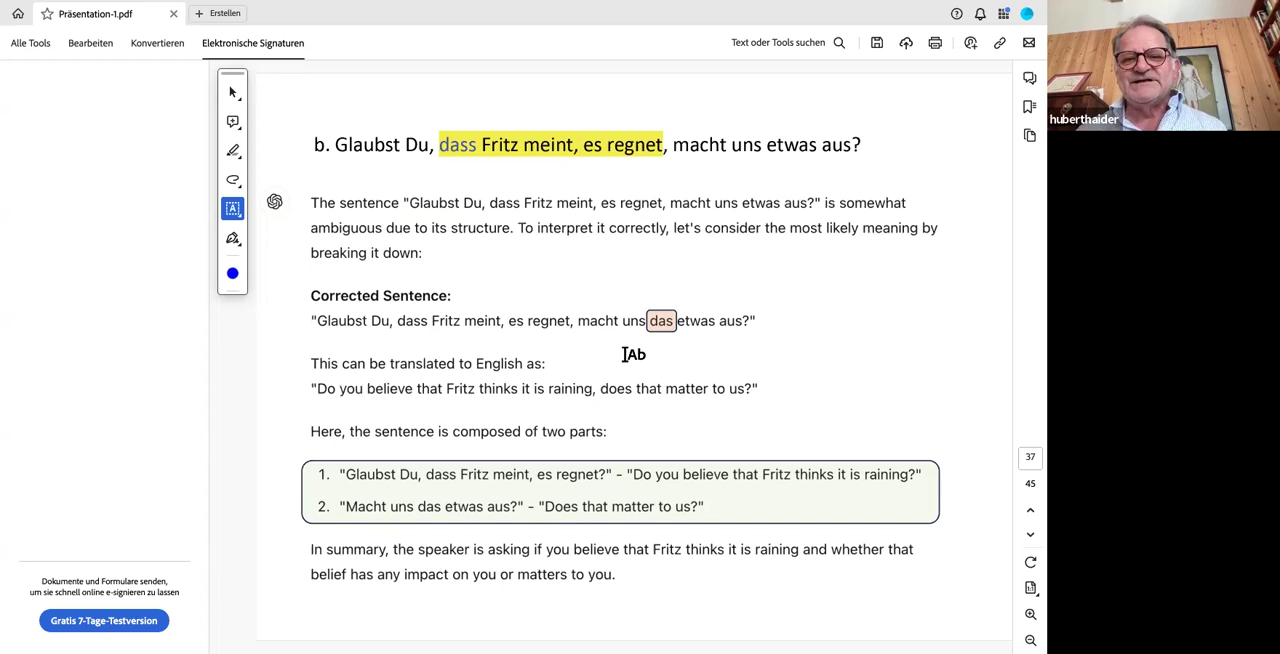 Präsentation-1.pdf
Erstellen
Alle Tools
Bearbeiten
Konvertieren
Elektronische Signaturen
Text oder Tools suchen
huberthaider
b. Glaubst Du, dass Fritz meint, es regnet, macht uns etwas aus?
The sentence "Glaubst Du, dass Fritz meint, es regnet, macht uns etwas aus?" is somewhat
ambiguous due to its structure. To interpret it correctly, let's consider the most likely meaning by
breaking it down:
Corrected Sentence:
"Glaubst Du, dass Fritz meint, es regnet, macht uns das etwas aus?"
Ab
This can be translated to English as:
"Do you believe that Fritz thinks it is raining, does that matter to us?"
Here, the sentence is composed of two parts:
1. "Glaubst Du, dass Fritz meint, es regnet?" - "Do you believe that Fritz thinks it is raining?"
2. "Macht uns das etwas aus?" - "Does that matter to us?"
In summary, the speaker is asking if you believe that Fritz thinks it is raining and whether that
belief has any impact on you or matters to you.
37
45
Dokumente und Formulare senden,
um sie schnell online e-signieren zu lassen
Gratis 7-Tage-Testversion